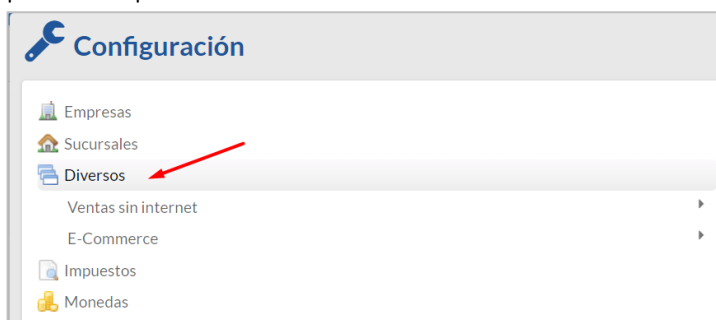 Configuración
Empresas
Sucursales
Diversos
Ventas sin internet
E-Commerce
Impuestos
Monedas